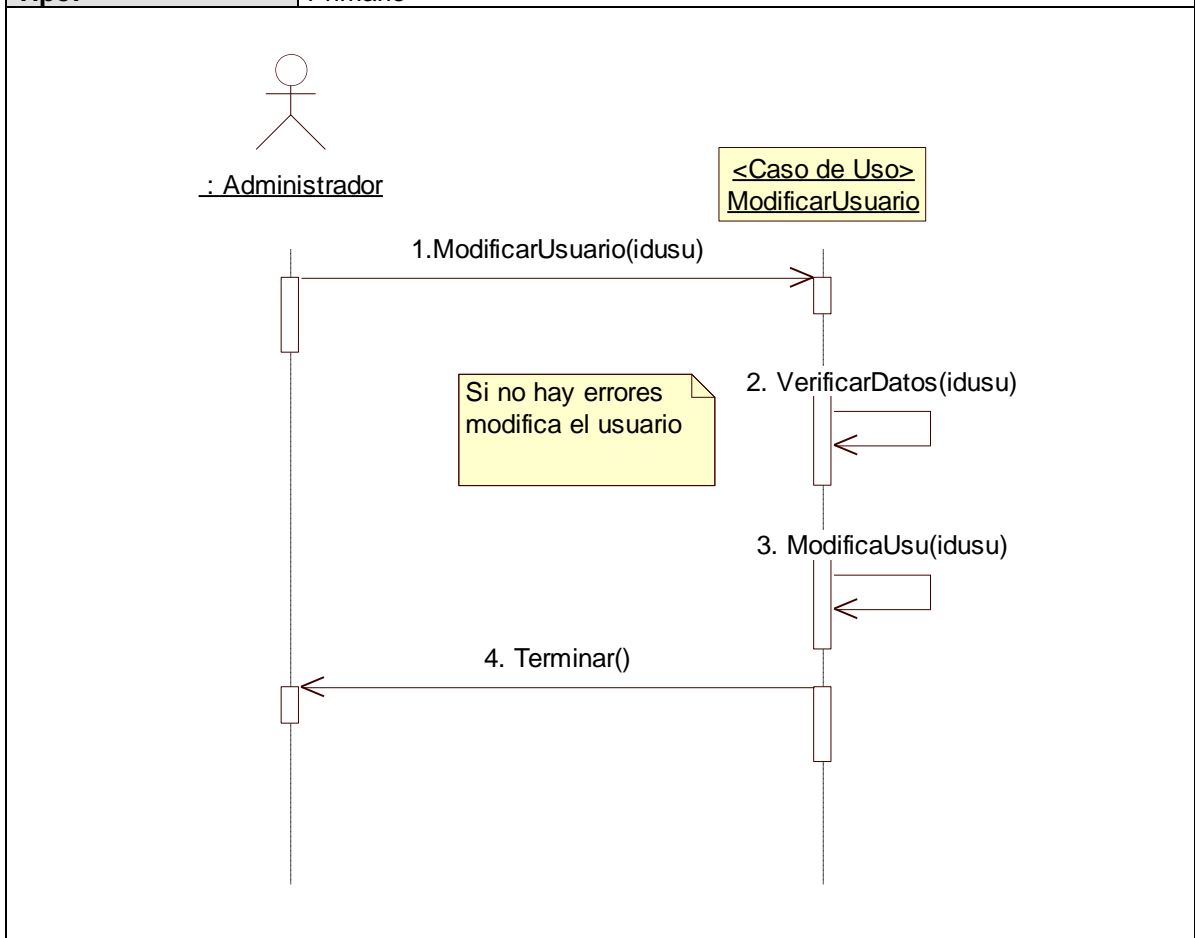 : Administrador
<Caso de Uso>
ModificarUsuario
1.ModificarUsuario(idusu)
Si no hay errores
modifica el usuario
2. VerificarDatos(idusu)
3. ModificaUsu(idusu)
4. Terminar()